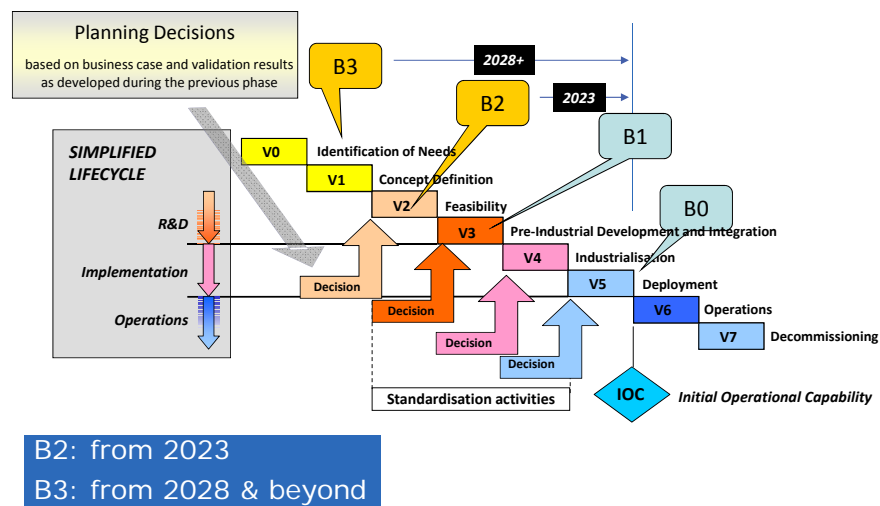 Planning Decisions
based on business case and validation results
as developed during the previous phase
B3
2028+
B2
2023
B1
B0
SIMPLIFIED
LIFECYCLE
R&D
Implementation
Operations
V0
Identification of Needs
V1
Concept Definition
V2
Feasibility
V3
Pre-Industrial Development and Integration
V4
Industrialisation
V5
Deployment
V6
Operations
V7
Decommissioning
Decision
Decision
Decision
Decision
Standardisation activities
IOC
Initial Operational Capability
B2: from 2023
B3: from 2028 & beyond